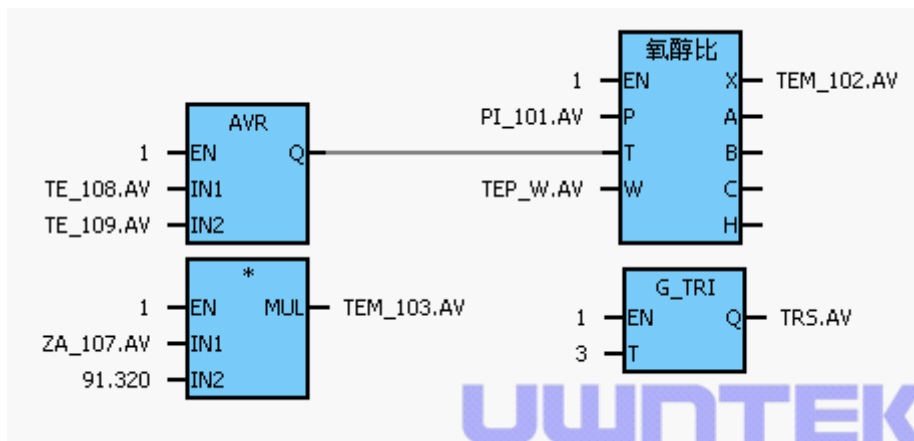 氧醇比
1 EN X TEM_102.AV
PI_101.AV P A
AVR
1 EN Q T B
TE_108.AV IN1 TEP_W.AV W C
TE_109.AV IN2 H
*
1 EN MUL TEM_103.AV
ZA_107.AV IN1
91.320 IN2
G_TRI
1 EN Q TRS.AV
3 T
UWNTEK